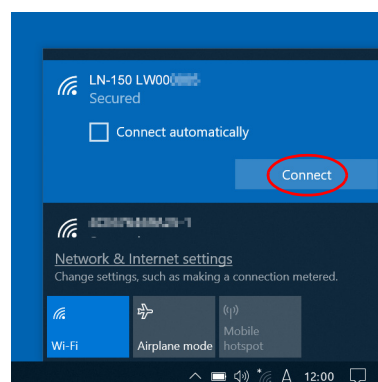 LN-150 LW00
Secured
Connect automatically
Connect
Network & Internet settings
Change settings, such as making a connection metered.
Wi-Fi
Airplane mode
Mobile
hotspot
A 12:00